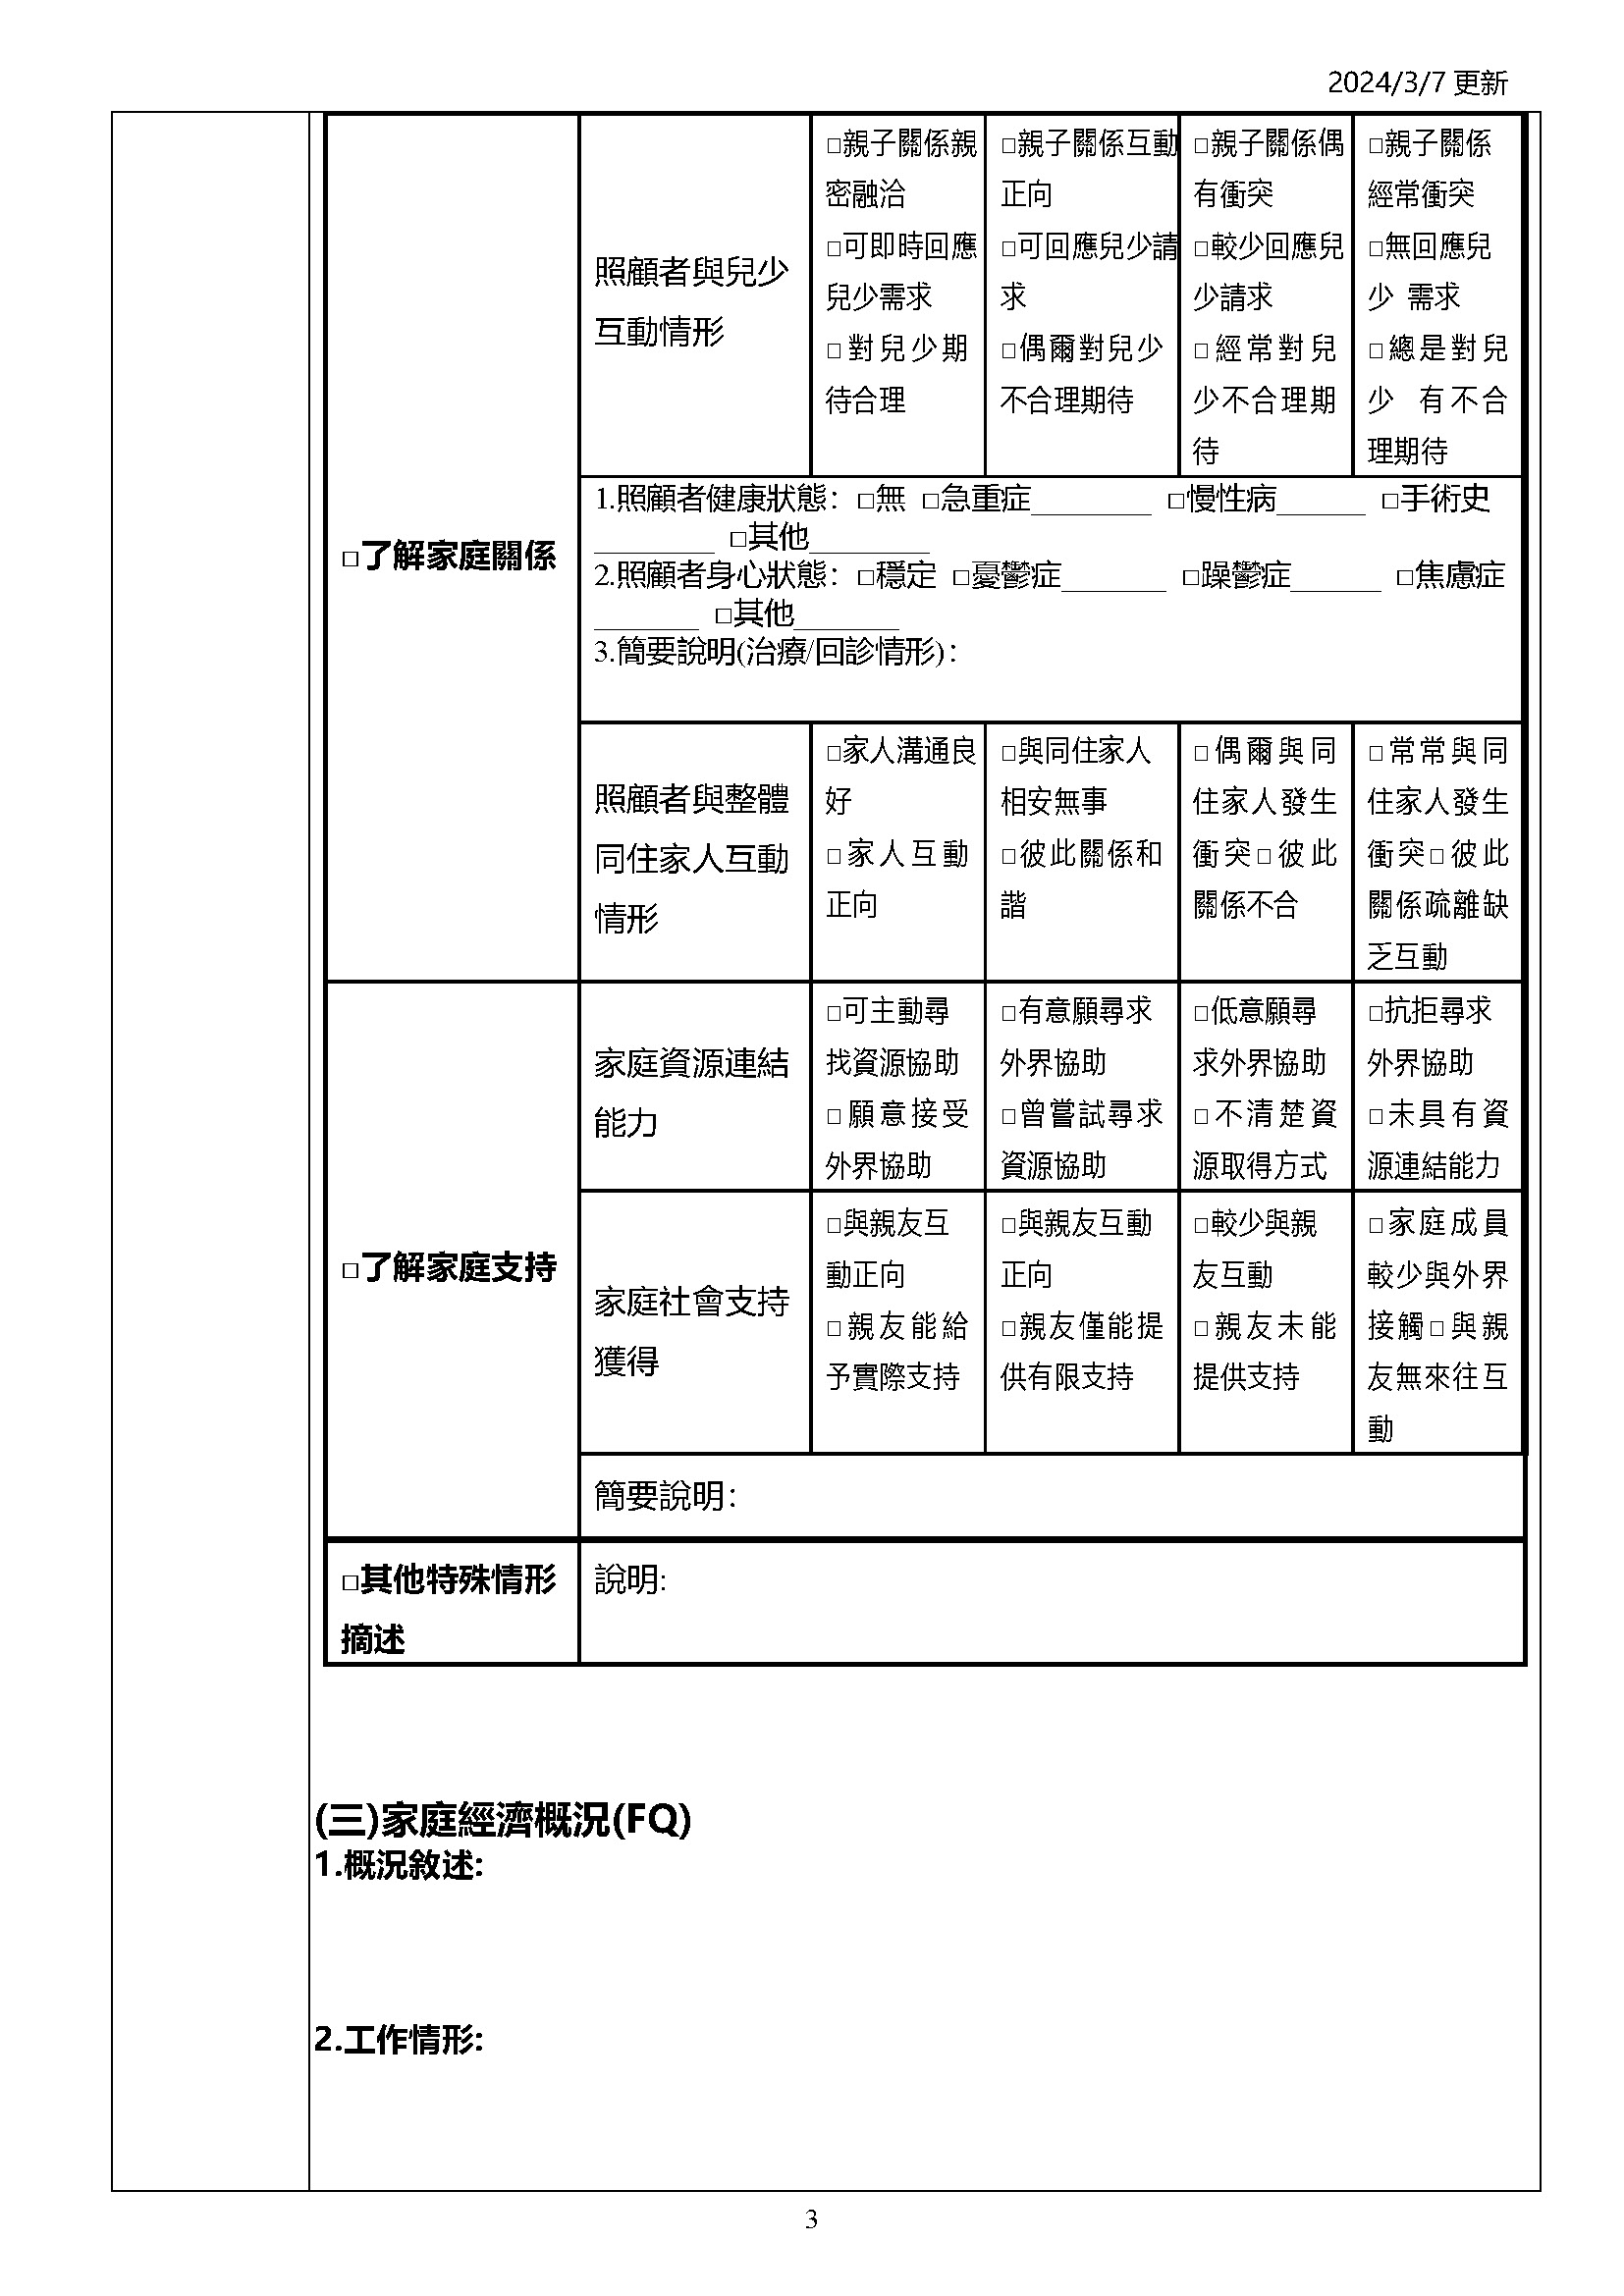 2024/3/7 更新
□了解家庭關係
照顧者與兒少
互動情形
□親子關係親
密融洽
□可即時回應
兒少需求
□對兒少期
待合理
□親子關係互動
正向
□可回應兒少請
求
□偶爾對兒少
不合理期待
□親子關係偶
有衝突
□較少回應兒
少請求
□經常對兒
少不合理期
待
□親子關係
經常衝突
□無回應兒
少 需求
□總是對兒
少 有不合
理期待
1.照顧者健康狀態：□無 □急重症________ □慢性病______ □手術史
________ □其他________
2.照顧者身心狀態：□穩定 □憂鬱症_______ □躁鬱症______ □焦慮症
_______ □其他_______
3.簡要說明(治療/回診情形)：
照顧者與整體
同住家人互動
情形
□家人溝通良
好
□家人互動
正向
□與同住家人
相安無事
□彼此關係和
諧
□偶爾與同
住家人發生
衝突□彼此
關係不合
□常常與同
住家人發生
衝突□彼此
關係疏離缺
乏互動
□了解家庭支持
家庭資源連結
能力
□可主動尋
找資源協助
□願意接受
外界協助
□有意願尋求
外界協助
□曾嘗試尋求
資源協助
□低意願尋
求外界協助
□不清楚資
源取得方式
□抗拒尋求
外界協助
□未具有資
源連結能力
家庭社會支持
獲得
□與親友互
動正向
□親友能給
予實際支持
□與親友互動
正向
□親友僅能提
供有限支持
□較少與親
友互動
□親友未能
提供支持
□家庭成員
較少與外界
接觸□與親
友無來往互
動
簡要說明：
□其他特殊情形
摘述
說明:
(三)家庭經濟概況(FQ)
1.概況敘述:
2.工作情形:
3